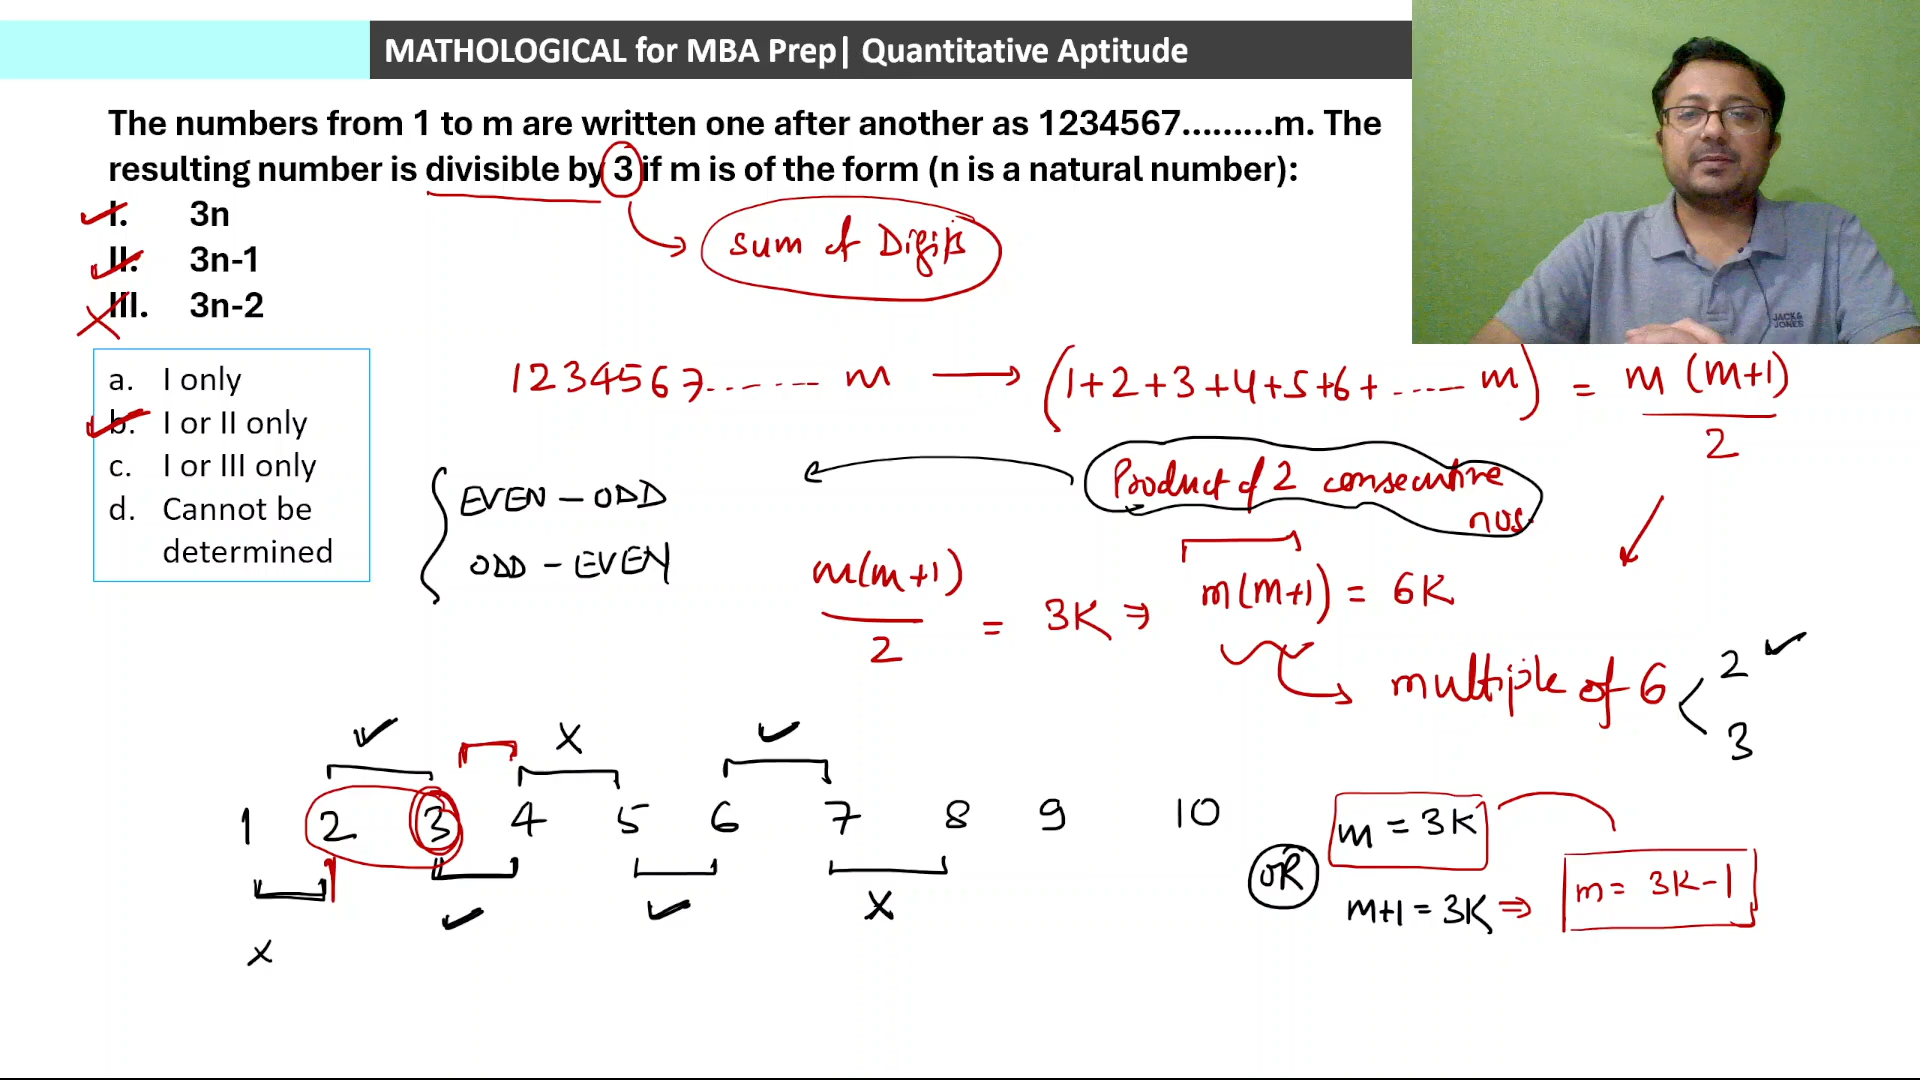 MATHOLOGICAL for MBA Prep| Quantitative Aptitude
The numbers from 1 to m are written one after another as 1234567.........m. The
resulting number is divisible by 3 if m is of the form (n is a natural number):
I. 3n
II. 3n-1
III. 3n-2
sum of Digits
a. I only
b. I or II only
c. I or III only
d. Cannot be
determined
1234567....... m → (1+2+3+4+5+6+..... m) = m (m+1)
2
Product of 2 consecutive
nos.
EVEN – ODD
ODD – EVEN
m(m+1)
2
= 3K ⇒ m(m+1) = 6K
multiple of 6 < 2 ✓
3
✓ x ✓
1 2 3 4 5 6 7 8 9 10
x ✓ ✓ x
m = 3K
OR
m+1 = 3K ⇒ m = 3K-1
JACK&
JONES